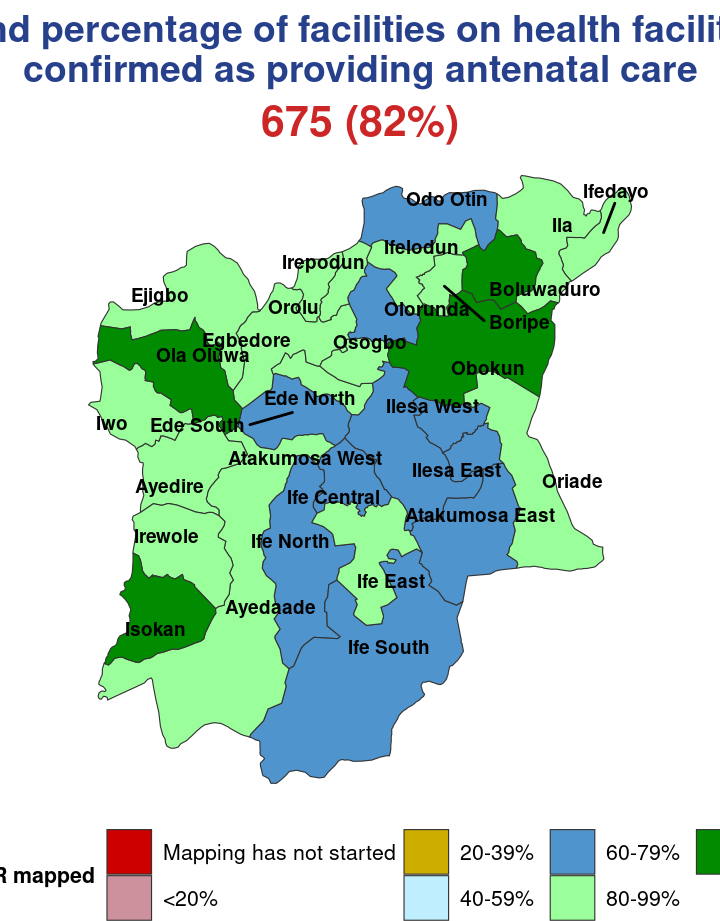 percentage of facilities on health
confirmed as providing antenatal care
675 (82%)
Ifedayo
Odo Otin
Ila
Ifelodun
Irepodun
Boluwaduro
Ejigbo
Orolu
Olorunda
Boripe
Egbedore
Osogbo
Ola Oluwa
Obokun
Ede North
Ilesa West
Iwo
Ede South
Atakumosa West
Ilesa East
Oriade
Ayedire
Ife Central
Atakumosa East
Irewole
Ife North
Ife East
Ayedaade
Isokan
Ife South
Mapping has not started
20-39%
60-79%
mapped
<20%
40-59%
80-99%